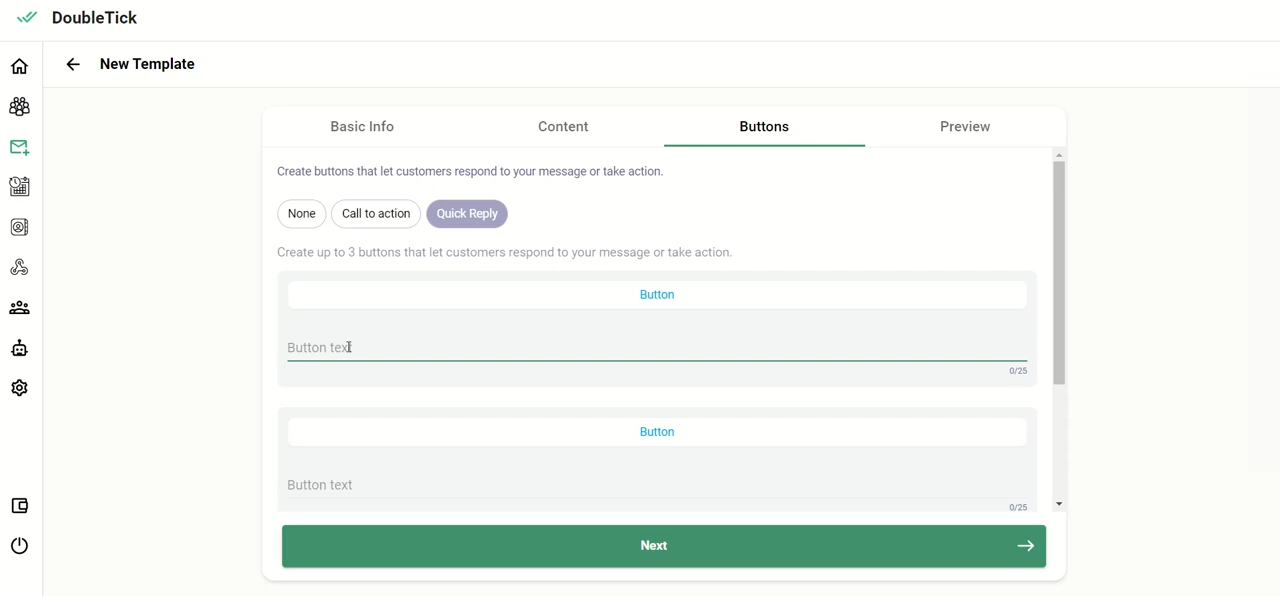 DoubleTick
New Template
Basic Info Content Buttons Preview
Create buttons that let customers respond to your message or take action.
None Call to action Quick Reply
Create up to 3 buttons that let customers respond to your message or take action.
Button
Button text
0/25
Button
Button text
0/25
Next